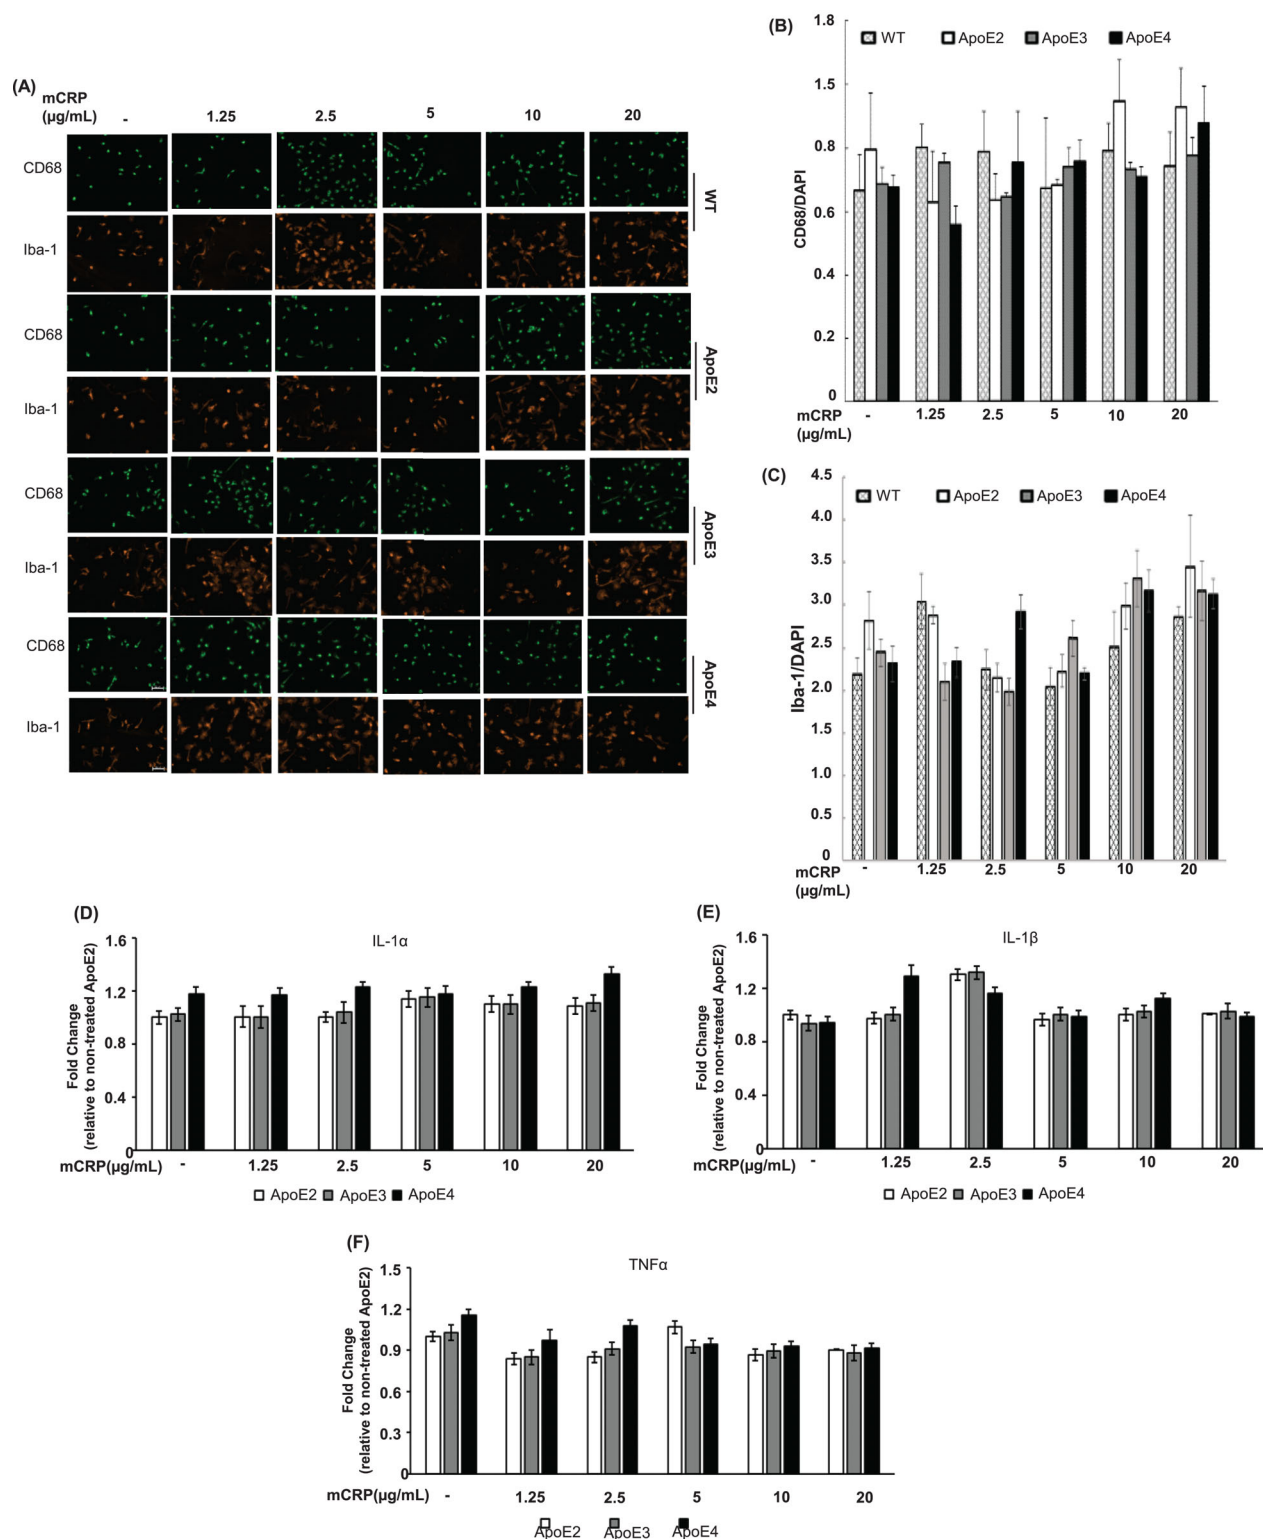 (A)
mCRP
(µg/mL)
- 1.25 2.5 5 10 20
CD68
Iba-1
WT
CD68
Iba-1
ApoE2
CD68
Iba-1
ApoE3
CD68
Iba-1
ApoE4
(B)
WT ApoE2 ApoE3 ApoE4
CD68/DAPI
1.8
1.5
0.8
0.6
0.4
0.2
0
mCRP
(µg/mL)
- 1.25 2.5 5 10 20
(C)
WT ApoE2 ApoE3 ApoE4
Iba-1/DAPI
4.5
4.0
3.5
3.0
2.5
2.0
1.5
1.0
0.5
0
mCRP
(µg/mL)
- 1.25 2.5 5 10 20
(D)
IL-1α
Fold Change
(relative to non-treated ApoE2)
1.6
1.2
0.8
0.4
0
mCRP(µg/mL) - 1.25 2.5 5 10 20
ApoE2 ApoE3 ApoE4
(E)
IL-1β
Fold Change
(relative to non-treated ApoE2)
1.6
1.2
0.8
0.4
0
mCRP(µg/mL) - 1.25 2.5 5 10 20
ApoE2 ApoE3 ApoE4
(F)
TNFα
Fold Change
(relative to non-treated ApoE2)
1.5
1.2
0.9
0.6
0.3
0
mCRP(µg/mL) - 1.25 2.5 5 10 20
ApoE2 ApoE3 ApoE4